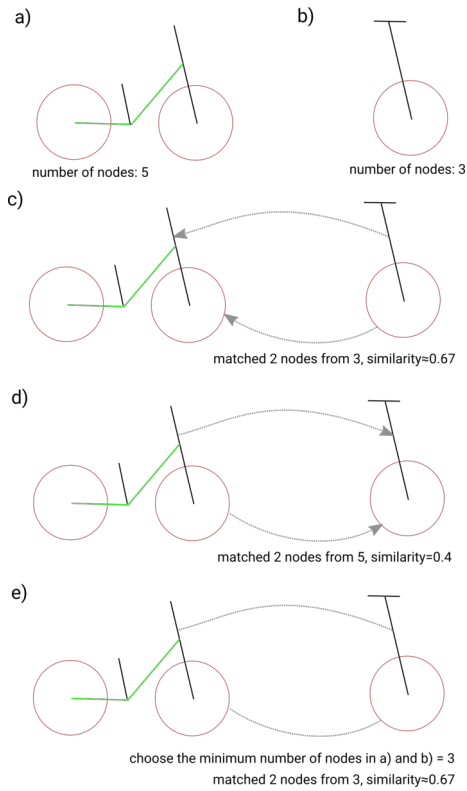 a)
b)
number of nodes: 5
number of nodes: 3
c)
matched 2 nodes from 3, similarity≈0.67
d)
matched 2 nodes from 5, similarity=0.4
e)
choose the minimum number of nodes in a) and b) = 3
matched 2 nodes from 3, similarity≈0.67